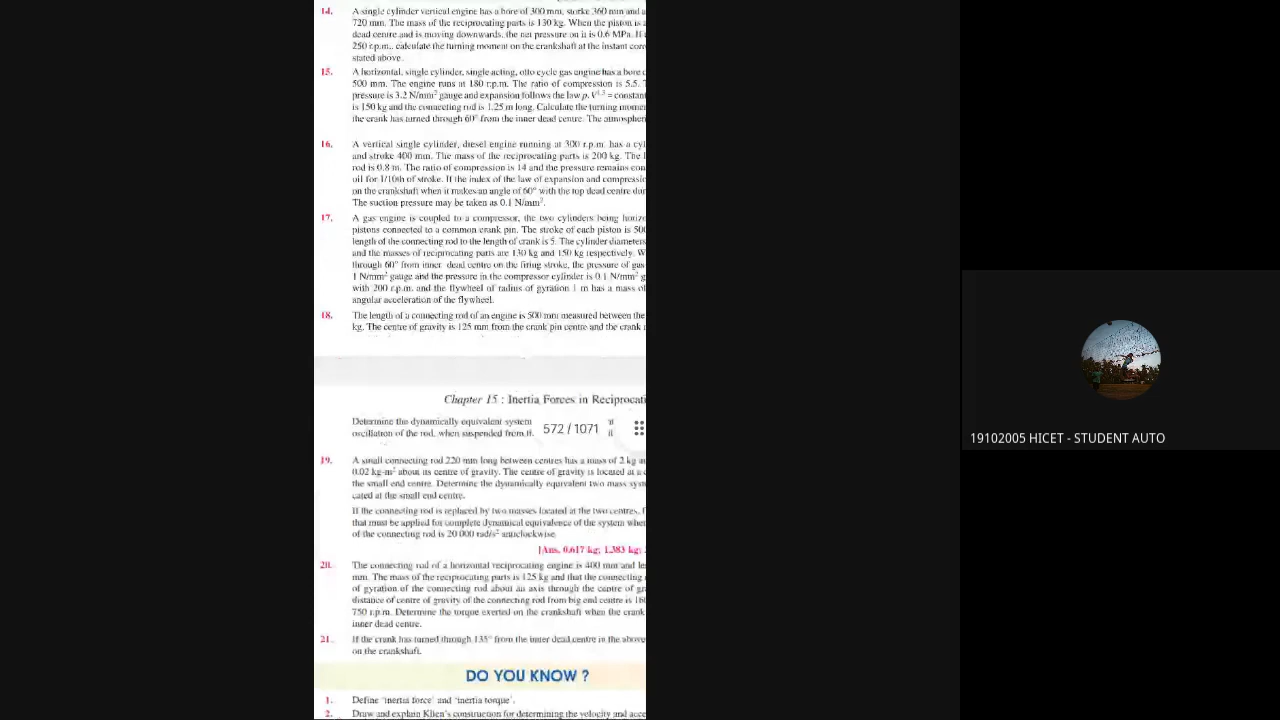 14. A single cylinder vertical engine has a bore of 300 mm, storke 360 mm and a
720 mm. The mass of the reciprocating parts is 130 kg. When the piston is a
dead centre and is moving downwards, the net pressure on it is 0.6 MPa. If
250 r.p.m., calculate the turning moment on the crankshaft at the instant
stated above.
15. A horizontal, single cylinder, single acting, otto cycle gas engine has a bore
500 mm. The engine runs at 180 r.p.m. The ratio of compression is 5.5.
pressure is 3.2 N/mm² gauge and expansion follows the law p. V¹·³ = constant
is 150 kg and the connecting rod is 1.25 m long. Calculate the turning
the crank has turned through 60° from the inner dead centre. The
16. A vertical single cylinder, diesel engine running at 300 r.p.m. has a
and stroke 400 mm. The mass of the reciprocating parts is 200 kg. The
rod is 0.8 m. The ratio of compression is 14 and the pressure remains
oil for 1/10th of stroke. If the index of the law of expansion and
on the crankshaft when it makes an angle of 60° with the top dead centre
The suction pressure may be taken as 0.1 N/mm².
17. A gas engine is coupled to a compressor, the two cylinders being
pistons connected to a common crank pin. The stroke of each piston is
length of the connecting rod to the length of crank is 5. The cylinder diameters
and the masses of reciprocating parts are 130 kg and 150 kg respectively. W
through 60° from inner dead centre on the firing stroke, the pressure of gas
1 N/mm² gauge and the pressure in the compressor cylinder is 0.1 N/mm² g
with 200 r.p.m. and the flywheel of radius of gyration 1 m has a mass of
angular acceleration of the flywheel.
18. The length of a connecting rod of an engine is 500 mm measured between the
kg. The centre of gravity is 125 mm from the crank pin centre and the crank
Chapter 15 : Inertia Forces in Reciprocati
Determine the dynamically equivalent system
oscillation of the rod, when suspended from
572 / 1071
19. A small connecting rod 220 mm long between centres has a mass of 2 kg
0.02 kg-m² about its centre of gravity. The centre of gravity is located at
the small end centre. Determine the dynamically equivalent two mass
cated at the small end centre.
If the connecting rod is replaced by two masses located at the two centres,
that must be applied for complete dynamical equivalence of the system
of the connecting rod is 20 000 rad/s² anticlockwise.
[Ans. 0.617 kg; 1.383 kg;
20. The connecting rod of a horizontal reciprocating engine is 400 mm and
mm. The mass of the reciprocating parts is 125 kg and that the connecting
of gyration of the connecting rod about an axis through the centre of
distance of centre of gravity of the connecting rod from big end centre is
750 r.p.m. Determine the torque exerted on the crankshaft when the crank
inner dead centre.
21. If the crank has turned through 135° from the inner dead centre in the above
on the crankshaft.
DO YOU KNOW ?
1. Define 'inertia force' and 'inertia torque'.
2. Draw and explain Klien's construction for determining the velocity and
19102005 HICET - STUDENT AUTO